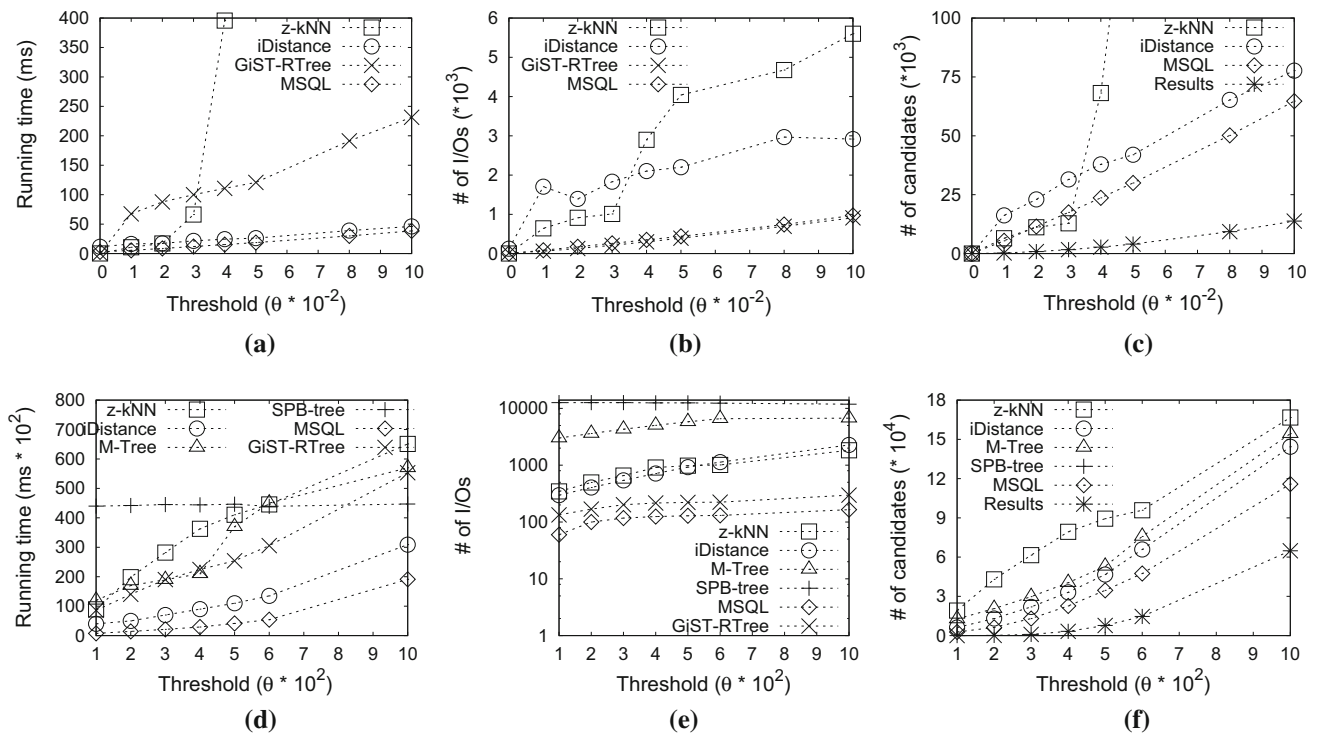 Running time (ms)
400
350
300
250
200
150
100
50
0
z-kNN
iDistance
GiST-RTree
MSQL
0 1 2 3 4 5 6 7 8 9 10
Threshold (θ * 10^-2)
(a)
# of I/Os (*10^3)
6
5
4
3
2
1
0
z-kNN
iDistance
GiST-RTree
MSQL
0 1 2 3 4 5 6 7 8 9 10
Threshold (θ * 10^-2)
(b)
# of candidates (*10^3)
100
75
50
25
0
z-kNN
iDistance
MSQL
Results
0 1 2 3 4 5 6 7 8 9 10
Threshold (θ * 10^-2)
(c)
Running time (ms * 10^2)
800
700
600
500
400
300
200
100
0
z-kNN
iDistance
M-Tree
SPB-tree
MSQL
GiST-RTree
1 2 3 4 5 6 7 8 9 10
Threshold (θ * 10^2)
(d)
# of I/Os
10000
1000
100
10
1
z-kNN
iDistance
M-Tree
SPB-tree
MSQL
GiST-RTree
1 2 3 4 5 6 7 8 9 10
Threshold (θ * 10^2)
(e)
# of candidates (* 10^4)
18
15
12
9
6
3
0
z-kNN
iDistance
M-Tree
SPB-tree
MSQL
Results
1 2 3 4 5 6 7 8 9 10
Threshold (θ * 10^2)
(f)